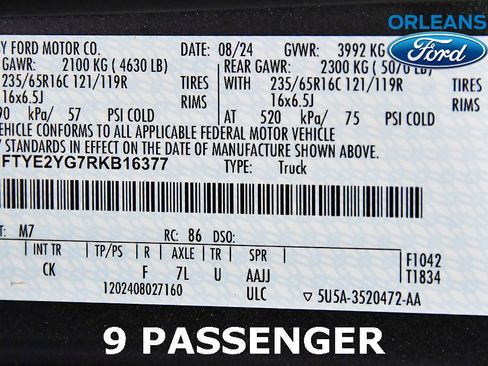 ORLEANS
Ford
Y FORD MOTOR CO. DATE: 08/24 GVWR: 3992 KG
GAWR: 2100 KG ( 4630 LB) REAR GAWR: 2300 KG ( 5070 LB)
235/65R16C 121/119R TIRES 235/65R16C 121/119R TIRES
16x6.5J RIMS 16x6.5J RIMS
90 kPa/ 57 PSI COLD AT 520 kPa/ 75 PSI COLD
VEHICLE CONFORMS TO ALL APPLICABLE FEDERAL MOTOR VEHICLE
Y STANDARDS IN EFFECT ON THE DATE OF MANUFACTURE SHOWN ABOVE.
FTYE2YG7RKB16377 TYPE: Truck
T: M7 RC: 86 DSO:
INT TR TP/PS R AXLE TR SPR F1042
CK F 7L U AAJJ T1834
1202408027160 ULC ▽ 5U5A-3520472-AA
9 PASSENGER